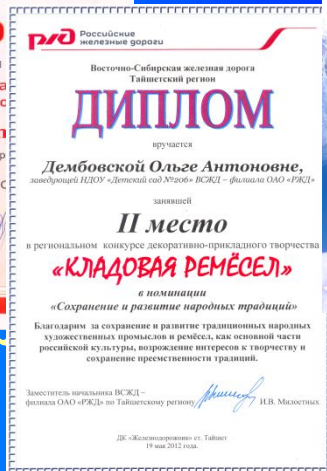 Российские
железные дороги
Восточно-Сибирская железная дорога
Тайшетский регион
ДИПЛОМ
вручается
Дембовской Ольге Антоновне,
заведующей НДОУ «Детский сад №206» ВСЖД – филиала ОАО «РЖД»
занявшей
II место
в региональном конкурсе декоративно-прикладного творчества
«КЛАДОВАЯ РЕМЁСЕЛ»
в номинации
«Сохранение и развитие народных традиций»
Благодарим за сохранение и развитие традиционных народных
художественных промыслов и ремёсел, как основной части
российской культуры, возрождение интересов к творчеству и
сохранение преемственности традиций.
Заместитель начальника ВСЖД –
филиала ОАО «РЖД» по Тайшетскому региону И.В. Милостных
ДК «Железнодорожник» ст. Тайшет
19 мая 2012 года.